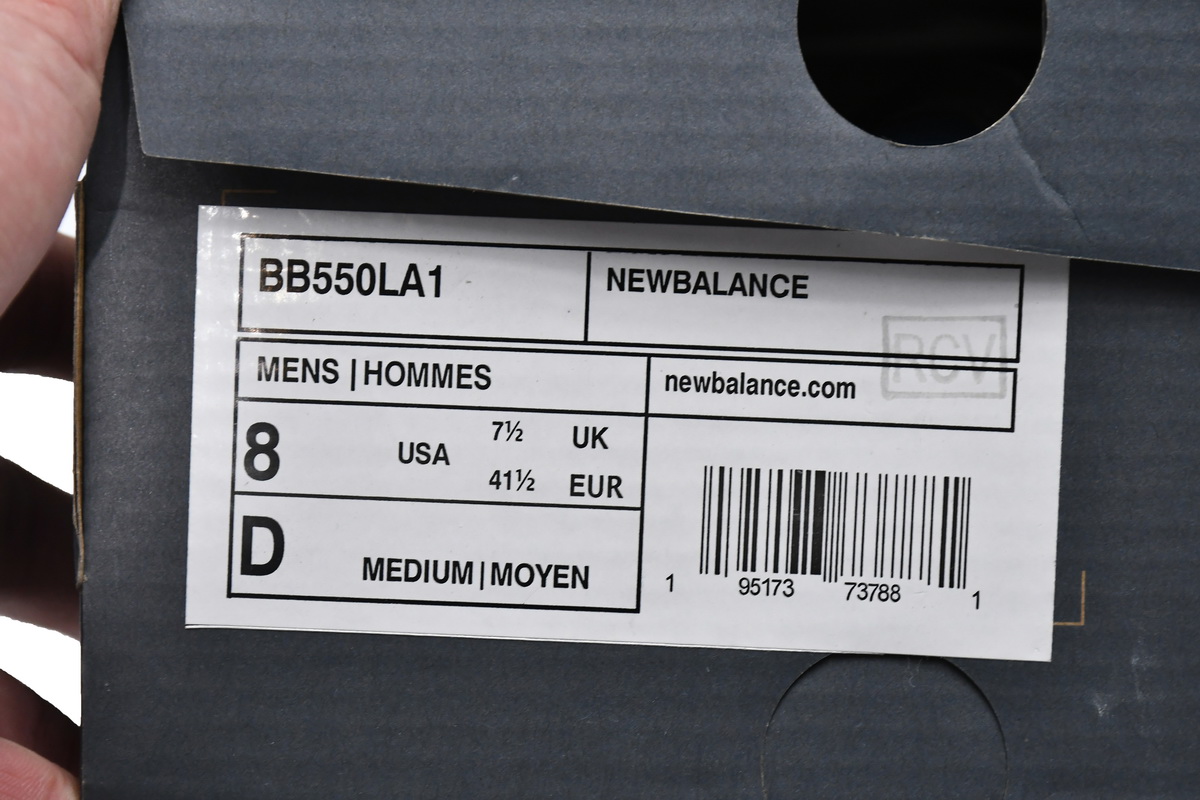 BB550LA1
NEWBALANCE
RCV
MENS | HOMMES
newbalance.com
8 USA 7½ UK
41½ EUR
D MEDIUM | MOYEN
1 95173 73788 1